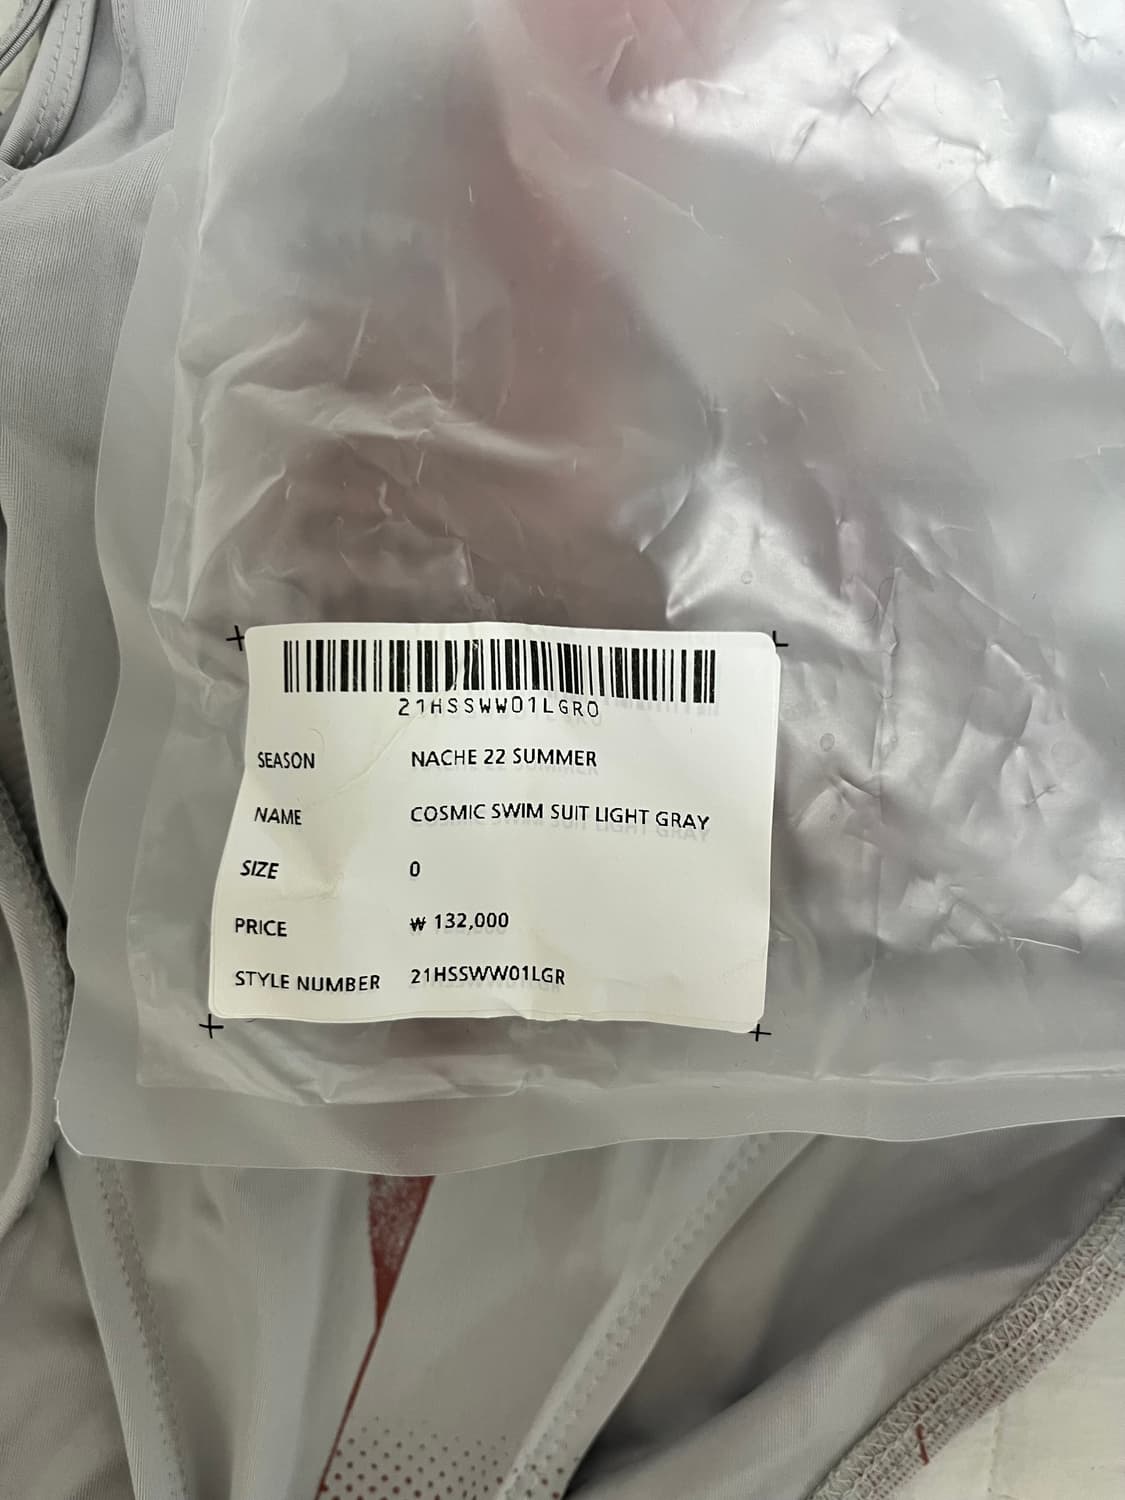 21HSSWW01LGR0
SEASON NACHE 22 SUMMER
NAME COSMIC SWIM SUIT LIGHT GRAY
SIZE 0
PRICE ₩ 132,000
STYLE NUMBER 21HSSWW01LGR